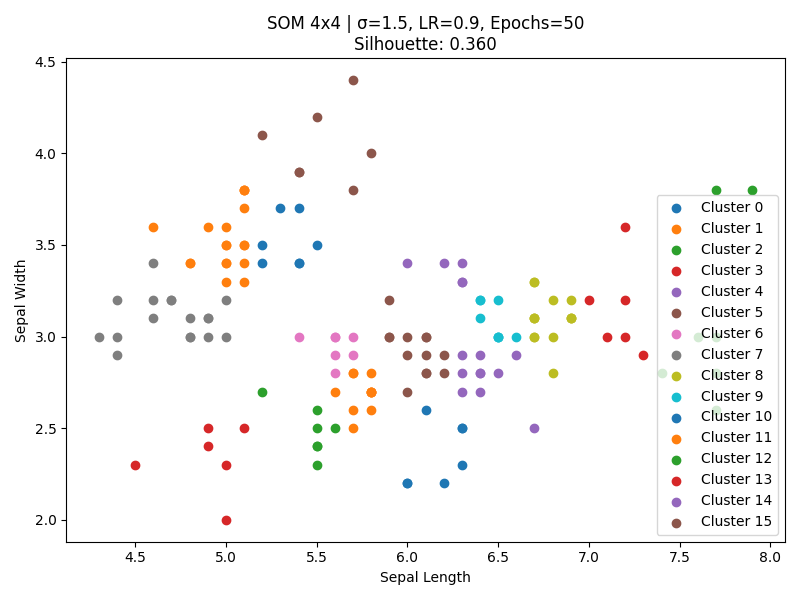 SOM 4x4 | σ=1.5, LR=0.9, Epochs=50
Silhouette: 0.360
Sepal Width
4.5
4.0
3.5
3.0
2.5
2.0
Cluster 0
Cluster 1
Cluster 2
Cluster 3
Cluster 4
Cluster 5
Cluster 6
Cluster 7
Cluster 8
Cluster 9
Cluster 10
Cluster 11
Cluster 12
Cluster 13
Cluster 14
Cluster 15
4.5 5.0 5.5 6.0 6.5 7.0 7.5 8.0
Sepal Length